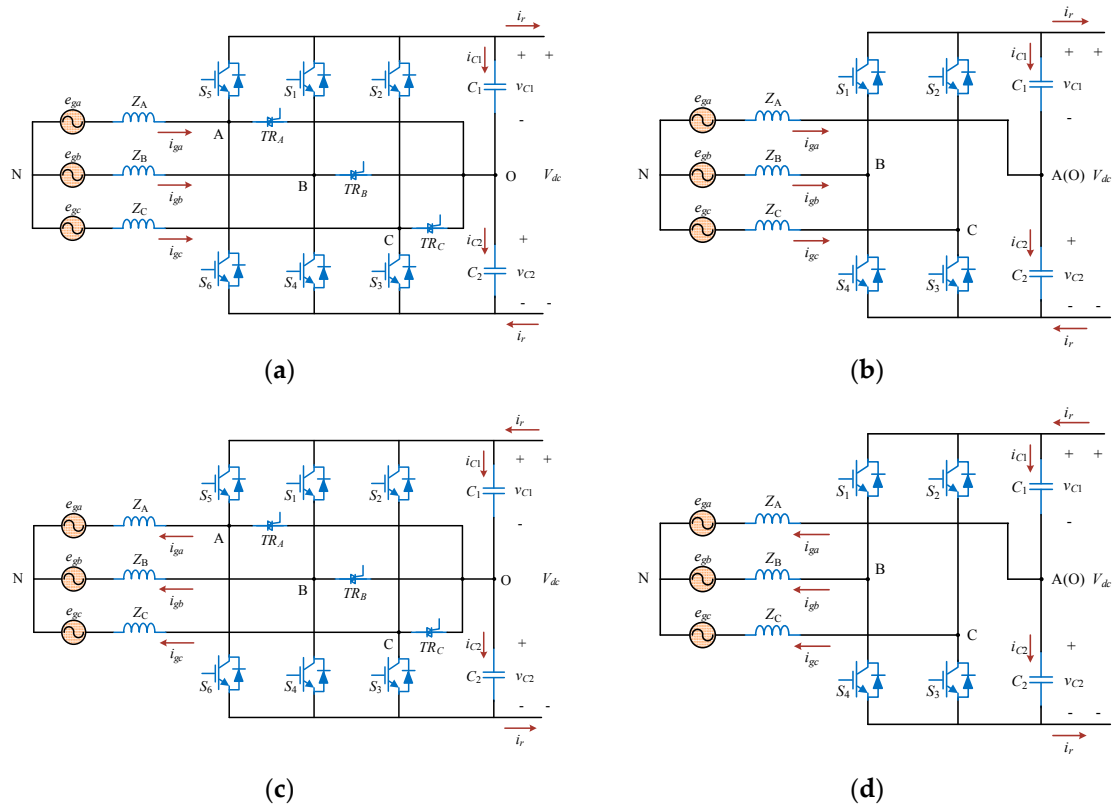 i_r
i_C1 + +
S_5 S_1 S_2 C_1 v_C1
e_ga Z_A
A TR_A -
i_ga
e_gb Z_B
N B TR_B O V_dc
i_gb
e_gc Z_C
C TR_C i_C2 +
i_gc
S_6 S_4 S_3 C_2 v_C2
- -
i_r
(a)
i_r
i_C1 + +
S_1 S_2 C_1 v_C1
e_ga Z_A -
i_ga
e_gb Z_B
N B A(O) V_dc
i_gb
e_gc Z_C
C i_C2 +
i_gc
S_4 S_3 C_2 v_C2
- -
i_r
(b)
i_r
i_C1 + +
S_5 S_1 S_2 C_1 v_C1
e_ga Z_A
A TR_A -
i_ga
e_gb Z_B
N B TR_B O V_dc
i_gb
e_gc Z_C
C TR_C i_C2 +
i_gc
S_6 S_4 S_3 C_2 v_C2
- -
i_r
(c)
i_r
i_C1 + +
S_1 S_2 C_1 v_C1
e_ga Z_A -
i_ga
e_gb Z_B
N B A(O) V_dc
i_gb
e_gc Z_C
C i_C2 +
i_gc
S_4 S_3 C_2 v_C2
- -
i_r
(d)